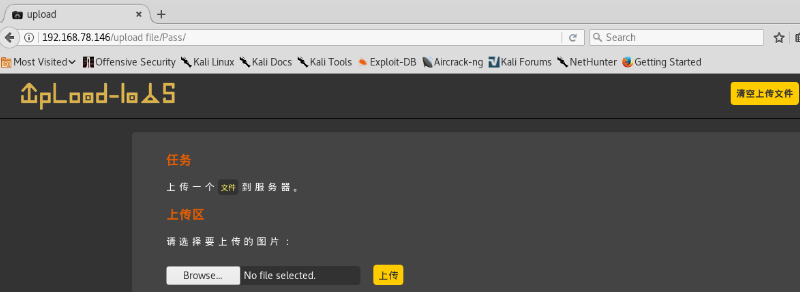 upload
192.168.78.146/upload file/Pass/
Search
Most Visited Offensive Security Kali Linux Kali Docs Kali Tools Exploit-DB Aircrack-ng Kali Forums NetHunter Getting Started
UpLoad-labS 清空上传文件
任务
上传一个 文件 到服务器。
上传区
请选择要上传的图片：
Browse... No file selected. 上传